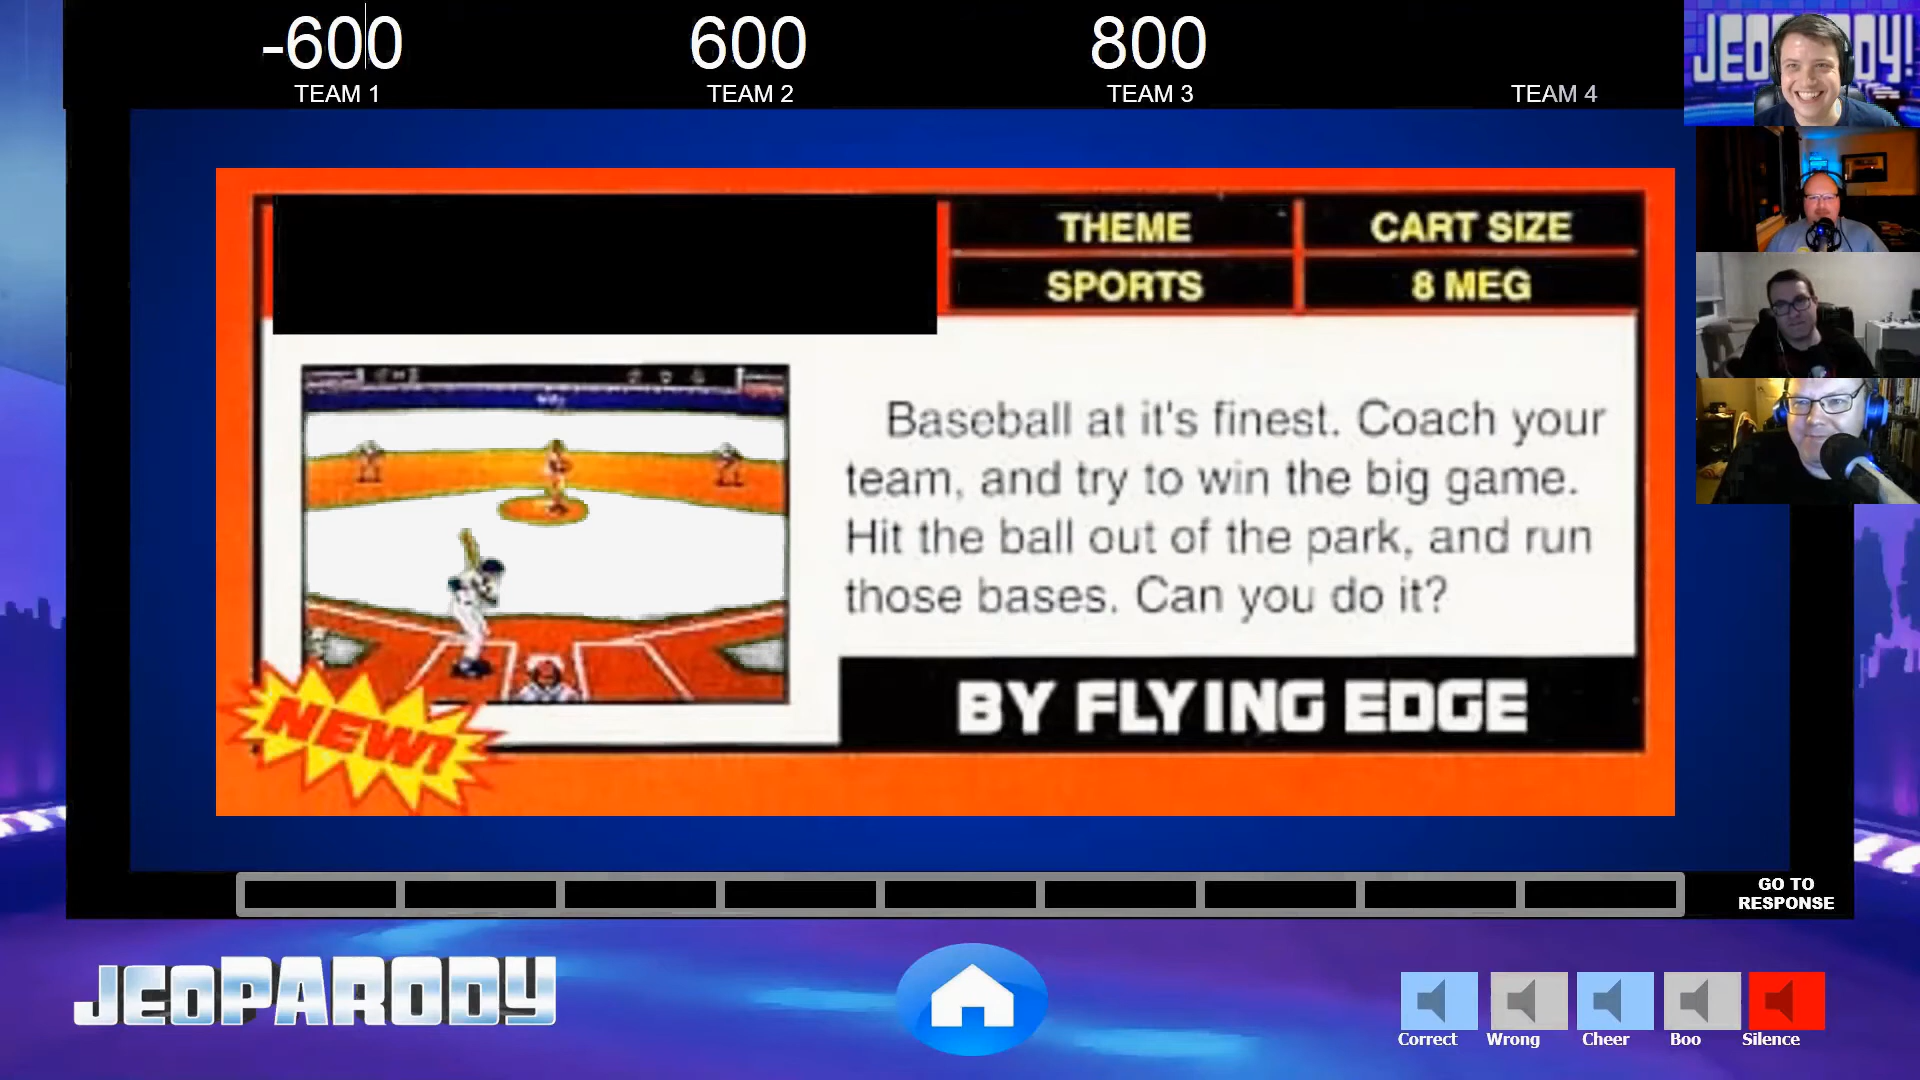 -600
TEAM 1
600
TEAM 2
800
TEAM 3
TEAM 4
THEME
CART SIZE
SPORTS
8 MEG
Baseball at it's finest. Coach your
team, and try to win the big game.
Hit the ball out of the park, and run
those bases. Can you do it?
NEW!
BY FLYING EDGE
GO TO
RESPONSE
JEOPARODY
Correct
Wrong
Cheer
Boo
Silence